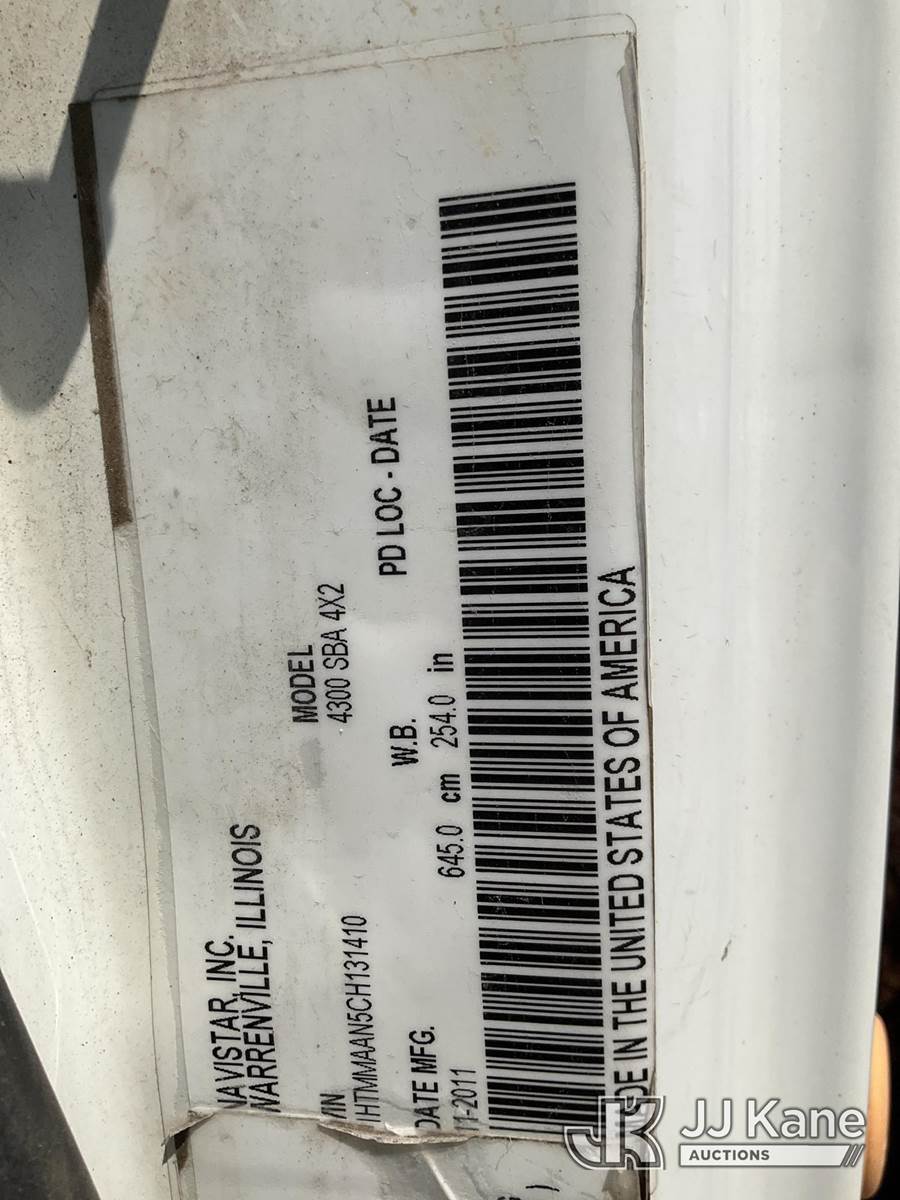 NAVISTAR, INC.
WARRENVILLE, ILLINOIS
VIN
1HTMMAAN5CH131410
MODEL
4300 SBA 4X2
DATE MFG.
11-2011
W.B.
645.0 cm 254.0 in
PD LOC - DATE
MADE IN THE UNITED STATES OF AMERICA
JK JJ Kane
AUCTIONS